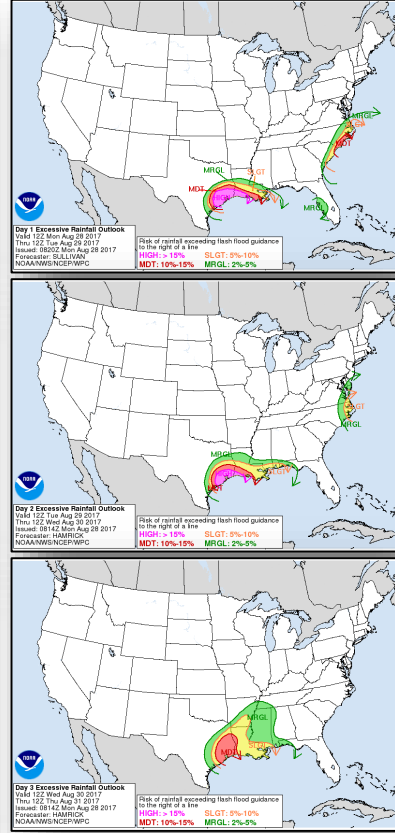 MRGL
SLGT
MDT
MRGL
SLGT
MDT
HIGH
MRGL
NOAA
Day 1 Excessive Rainfall Outlook
Valid 12Z Mon Aug 28 2017
Thru 12Z Tue Aug 29 2017
Issued: 0820Z Mon Aug 28 2017
Forecaster: SULLIVAN
NOAA/NWS/NCEP/WPC
Risk of rainfall exceeding flash flood guidance
to the right of a line
HIGH: > 15% SLGT: 5%-10%
MDT: 10%-15% MRGL: 2%-5%
SLGT
MRGL
MRGL
SLGT
MDT
NOAA
Day 2 Excessive Rainfall Outlook
Valid 12Z Tue Aug 29 2017
Thru 12Z Wed Aug 30 2017
Issued: 0814Z Mon Aug 28 2017
Forecaster: HAMRICK
NOAA/NWS/NCEP/WPC
Risk of rainfall exceeding flash flood guidance
to the right of a line
HIGH: > 15% SLGT: 5%-10%
MDT: 10%-15% MRGL: 2%-5%
MRGL
SLGT
MDT
NOAA
Day 3 Excessive Rainfall Outlook
Valid 12Z Wed Aug 30 2017
Thru 12Z Thu Aug 31 2017
Issued: 0814Z Mon Aug 28 2017
Forecaster: HAMRICK
NOAA/NWS/NCEP/WPC
Risk of rainfall exceeding flash flood guidance
to the right of a line
HIGH: > 15% SLGT: 5%-10%
MDT: 10%-15% MRGL: 2%-5%